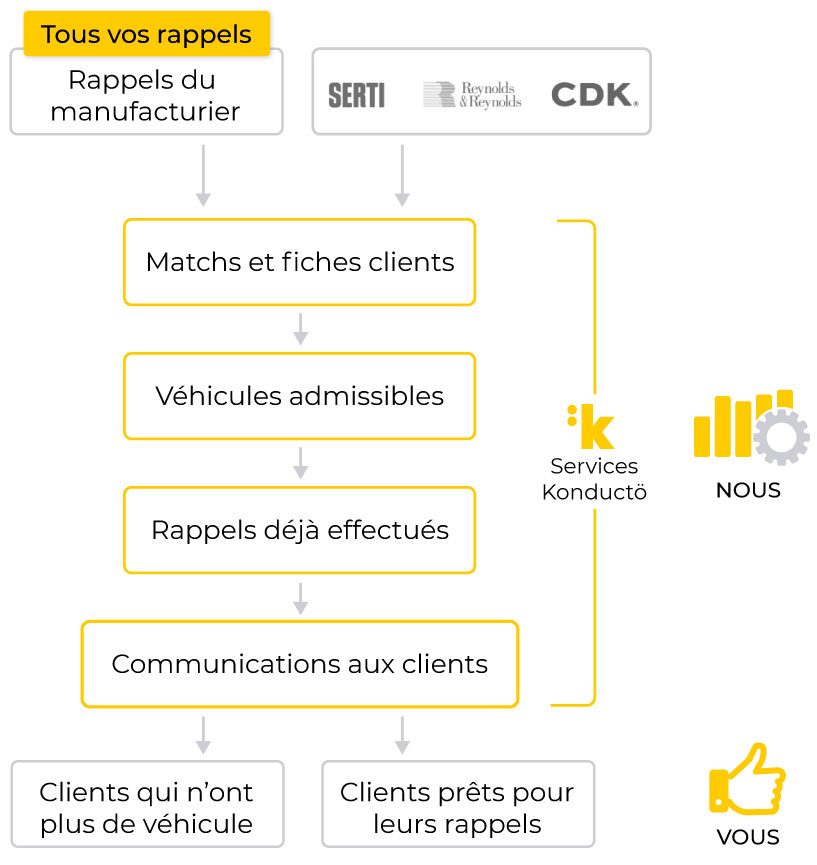 Tous vos rappels
Rappels du
manufacturier
SERTI
Reynolds
& Reynolds
CDK®
Matchs et fiches clients
Véhicules admissibles
Rappels déjà effectués
Communications aux clients
k
Services
Konductö
NOUS
Clients qui n’ont
plus de véhicule
Clients prêts pour
leurs rappels
VOUS